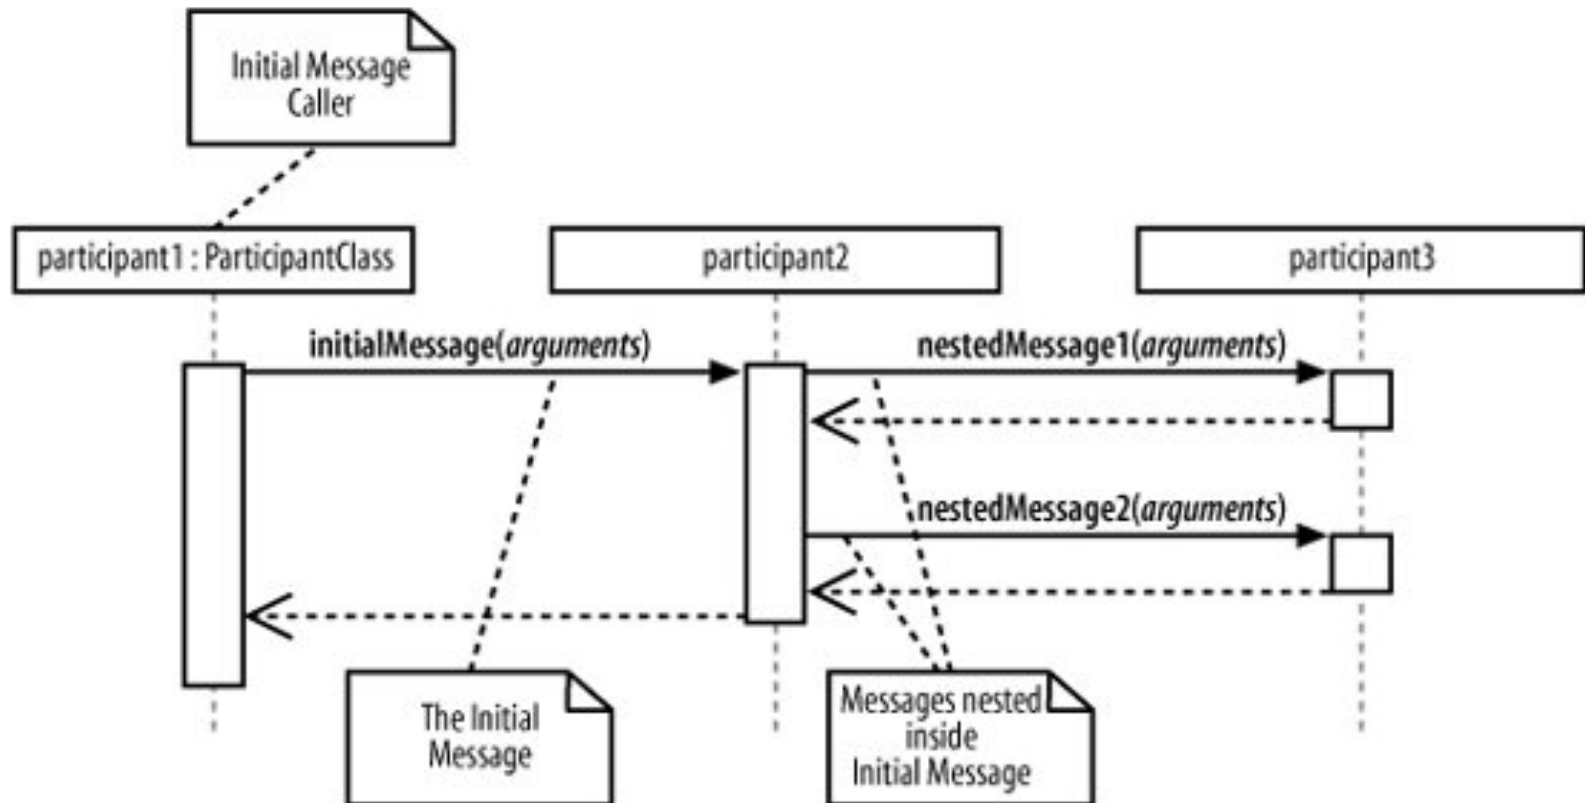 Initial Message
Caller
participant1 : ParticipantClass
participant2
participant3
initialMessage(arguments)
nestedMessage1(arguments)
nestedMessage2(arguments)
The Initial
Message
Messages nested
inside
Initial Message